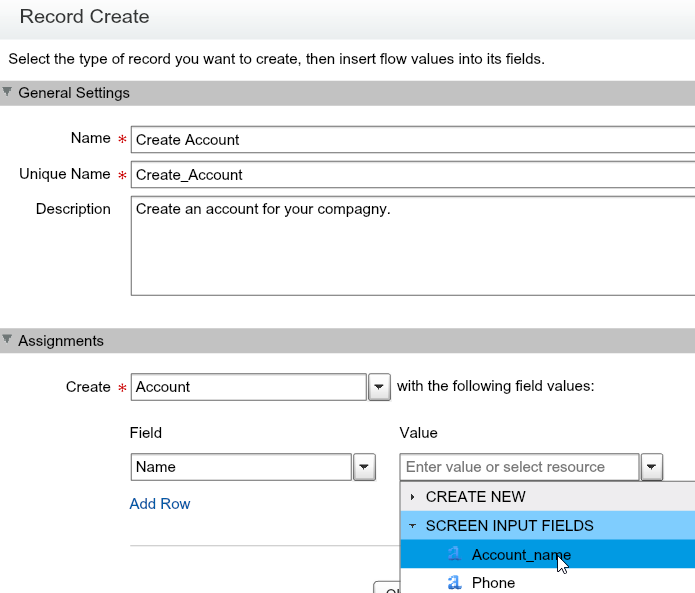 Record Create
Select the type of record you want to create, then insert flow values into its fields.
General Settings
Name * Create Account
Unique Name * Create_Account
Description Create an account for your compagny.
Assignments
Create * Account with the following field values:
Field Value
Name Enter value or select resource
Add Row
CREATE NEW
SCREEN INPUT FIELDS
a Account_name
a Phone